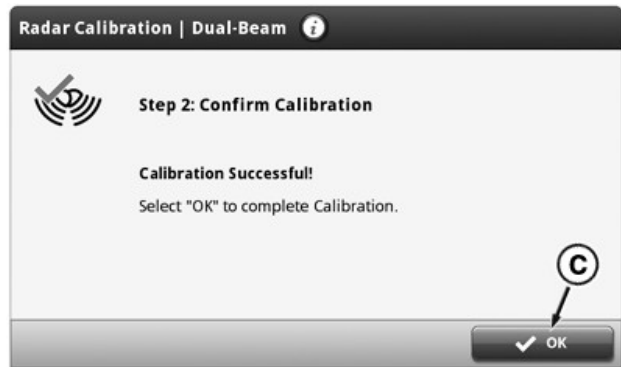 Radar Calibration | Dual-Beam i
Step 2: Confirm Calibration
Calibration Successful!
Select "OK" to complete Calibration.
C
OK